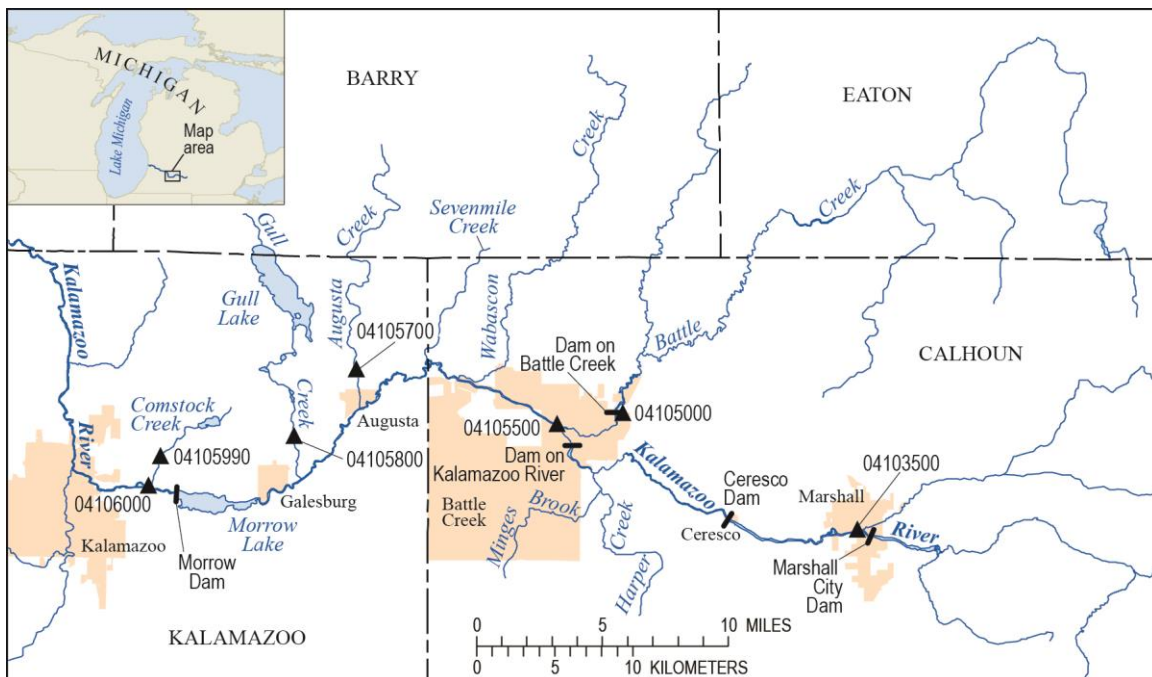 MICHIGAN
Lake Michigan
Map
area
BARRY
EATON
Creek
Creek
Sevenmile
Creek
Gull
Creek
Kalamazoo
Gull
Lake
Augusta
04105700
Wabascon
Dam on
Battle Creek
Battle
CALHOUN
Comstock
Creek
Creek
Augusta
04105500
04105000
River
04105990
04105800
Dam on
Kalamazoo River
Kalamazoo
Ceresco
Dam
Marshall
04103500
04106000
Galesburg
Battle
Creek
Brook
Minges
Creek
Harper
Ceresco
River
Kalamazoo
Morrow
Lake
Morrow
Dam
Marshall
City
Dam
KALAMAZOO
0 5 10 MILES
0 5 10 KILOMETERS